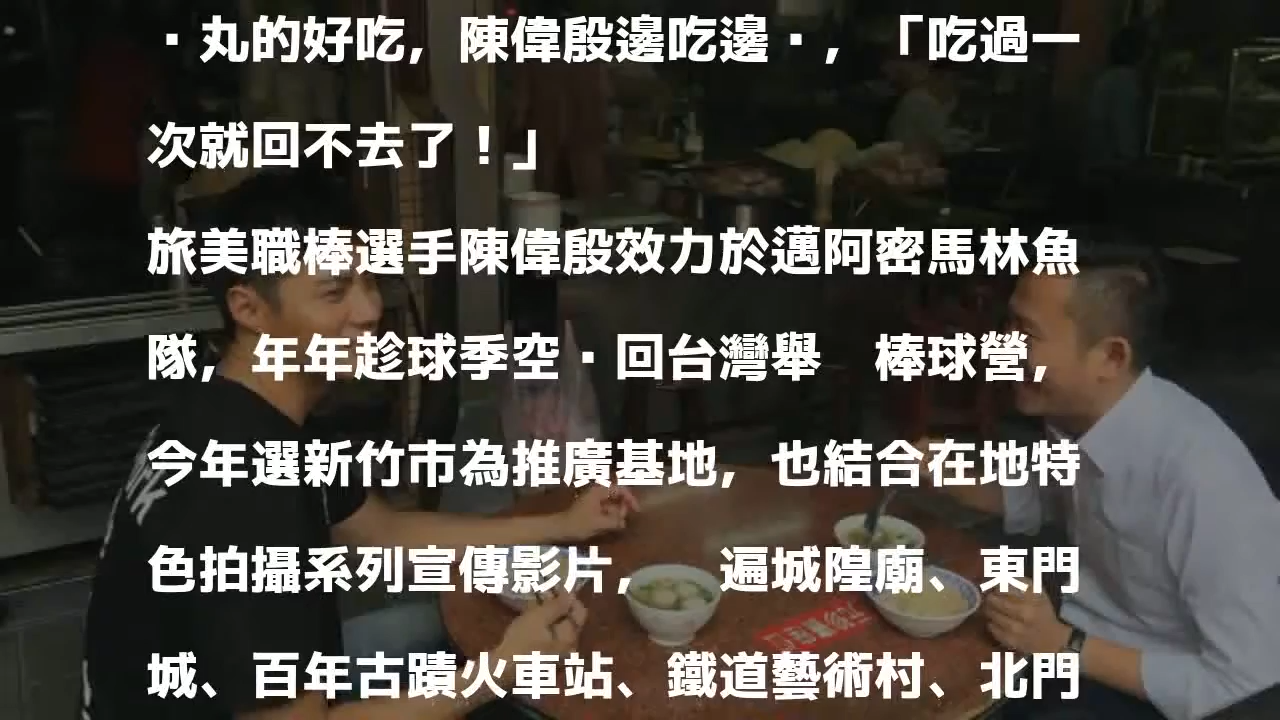 ▪丸的好吃，陳偉殷邊吃邊▪，「吃過一
次就回不去了！」
旅美職棒選手陳偉殷效力於邁阿密馬林魚
隊，年年趁球季空▪回台灣舉　棒球營，
今年選新竹市為推廣基地，也結合在地特
色拍攝系列宣傳影片，　遍城隍廟、東門
城、百年古蹟火車站、鐵道藝術村、北門